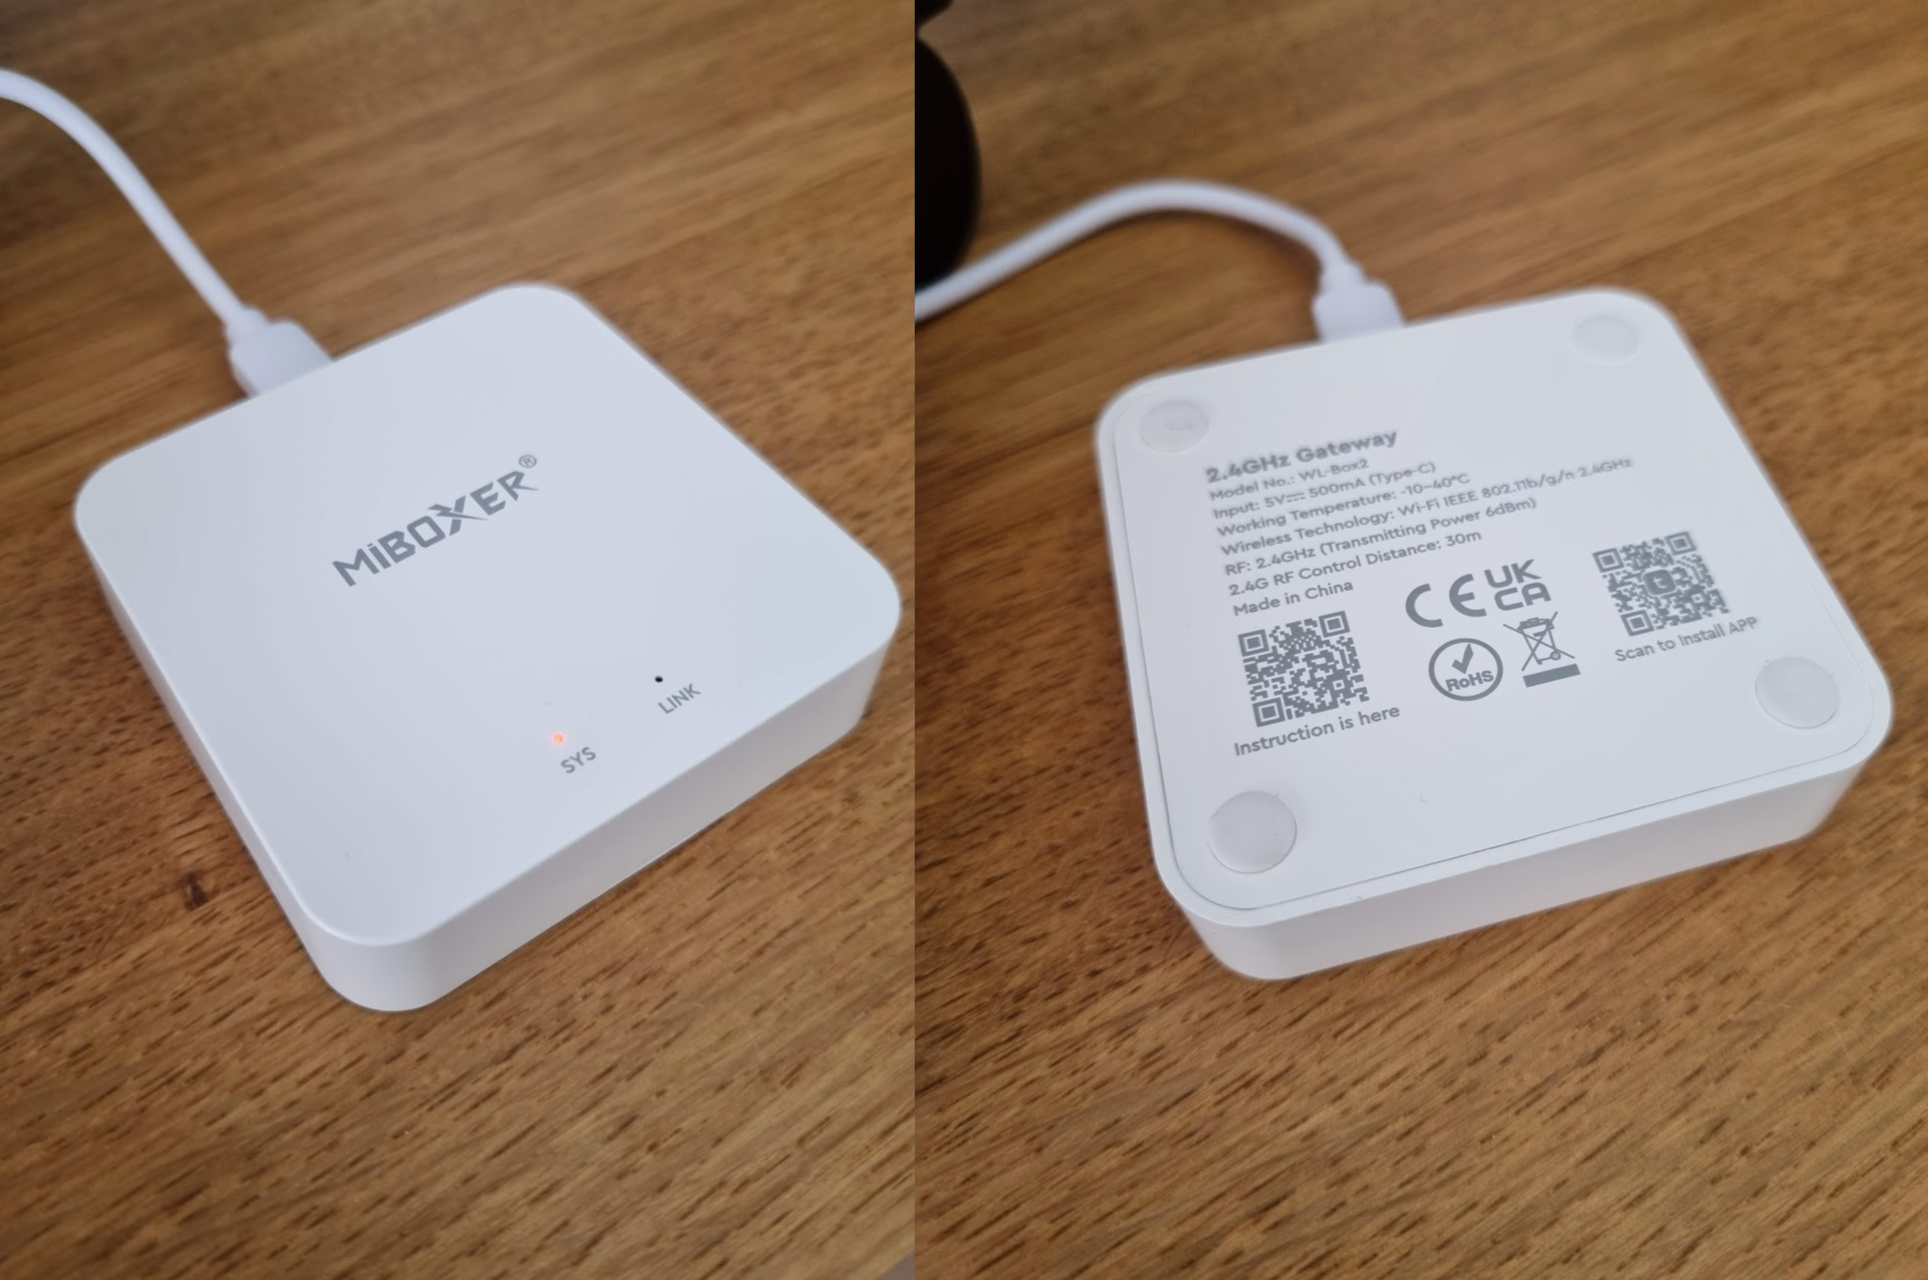 MiBOXER®
LINK
SYS
2.4GHz Gateway
Model No.: WL-Box2
Input: 5V⎓ 500mA (Type-C)
Working Temperature: -10~40°C
Wireless Technology: Wi-Fi IEEE 802.11b/g/n 2.4GHz
RF: 2.4GHz (Transmitting Power 6dBm)
2.4G RF Control Distance: 30m
Made in China
CE UK
CA
RoHS
Instruction is here
Scan to Install APP